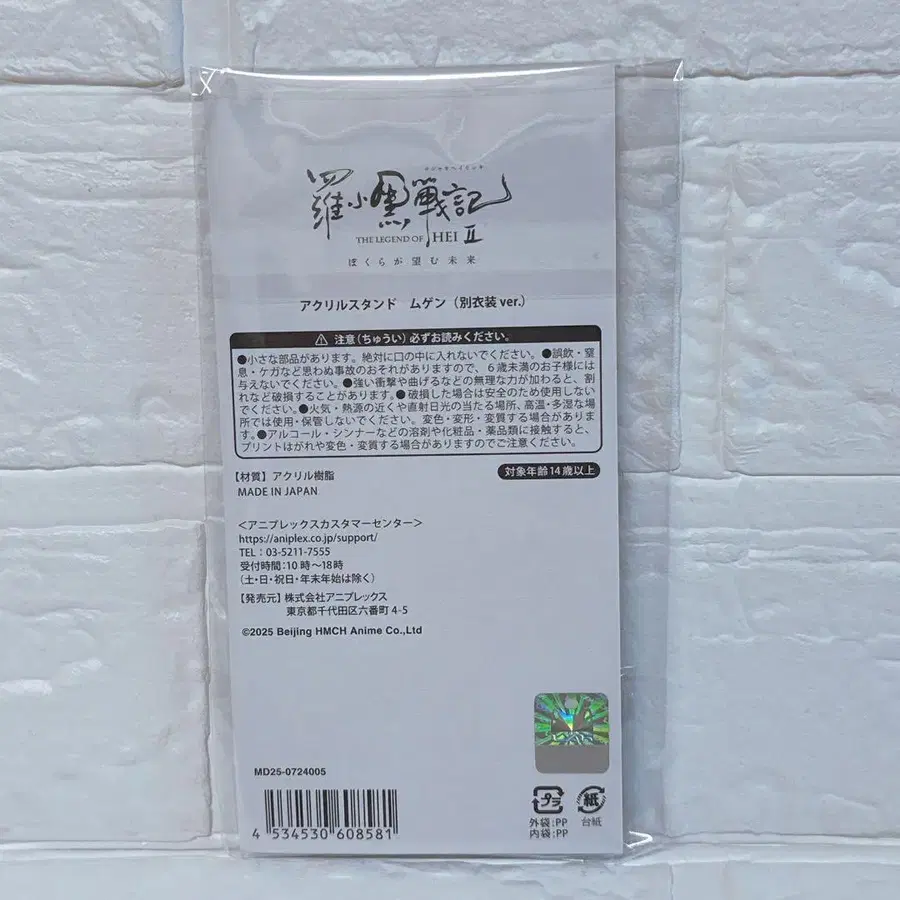 ロシャオヘイセンキ
羅小黒戰記
THE LEGEND OF HEI II
ぼくらが望む未来
アクリルスタンド　ムゲン（別衣装ver.）
⚠ 注意（ちゅうい）必ずお読みください。
●小さな部品があります。絶対に口の中に入れないでください。●誤飲・窒
息・ケガなど思わぬ事故のおそれがありますので、６歳未満のお子様には
与えないでください。●強い衝撃や曲げるなどの無理な力が加わると、割
れなど破損することがあります。●破損した場合は安全のため使用しない
でください。●火気・熱源の近くや直射日光の当たる場所、高温・多湿な場
所では使用・保管しないでください。変色・変形・変質する場合がありま
す。●アルコール・シンナーなどの溶剤や化粧品・薬品類に接触すると、
プリントはがれや変色・変質する場合がありますのでご注意ください。
【材質】アクリル樹脂
対象年齢14歳以上
MADE IN JAPAN
＜アニプレックスカスタマーセンター＞
https://aniplex.co.jp/support/
TEL：03-5211-7555
受付時間：10時〜18時
（土・日・祝日・年末年始は除く）
【発売元】株式会社アニプレックス
東京都千代田区六番町4-5
©2025 Beijing HMCH Anime Co.,Ltd
MD25-0724005
4 534530 608581
プラ
外袋：PP
内袋：PP
紙
台紙